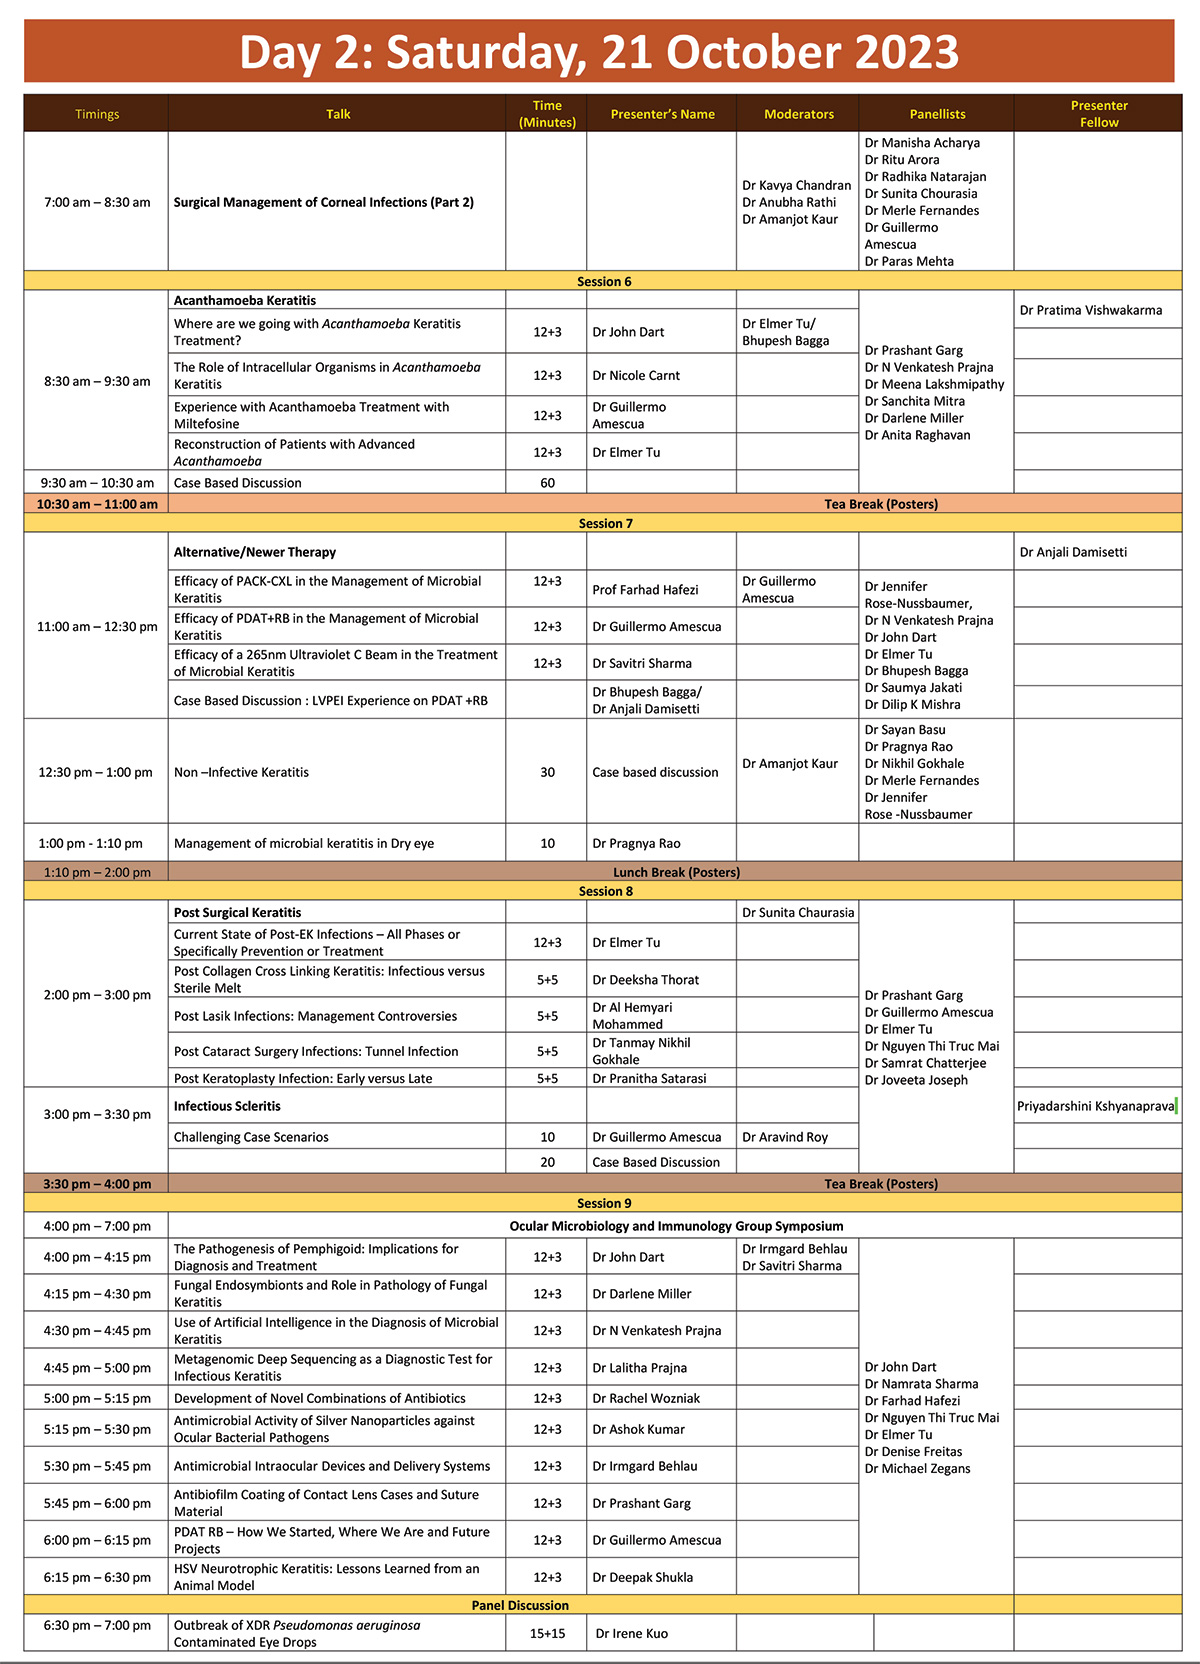 Day 2: Saturday, 21 October 2023
Timings Talk Time (Minutes) Presenter's Name Moderators Panellists Presenter Fellow
7:00 am – 8:30 am
Surgical Management of Corneal Infections (Part 2)
Dr Kavya Chandran
Dr Anubha Rathi
Dr Amanjot Kaur
Dr Manisha Acharya
Dr Ritu Arora
Dr Radhika Natarajan
Dr Sunita Chourasia
Dr Merle Fernandes
Dr Guillermo
Amescua
Dr Paras Mehta
Session 6
8:30 am – 9:30 am
Acanthamoeba Keratitis
Dr Pratima Vishwakarma
Where are we going with Acanthamoeba Keratitis
Treatment?
12+3
Dr John Dart
Dr Elmer Tu/
Bhupesh Bagga
The Role of Intracellular Organisms in Acanthamoeba
Keratitis
12+3
Dr Nicole Carnt
Experience with Acanthamoeba Treatment with
Miltefosine
12+3
Dr Guillermo
Amescua
Reconstruction of Patients with Advanced
Acanthamoeba
12+3
Dr Elmer Tu
Dr Prashant Garg
Dr N Venkatesh Prajna
Dr Meena Lakshmipathy
Dr Sanchita Mitra
Dr Darlene Miller
Dr Anita Raghavan
9:30 am – 10:30 am Case Based Discussion 60
10:30 am – 11:00 am Tea Break (Posters)
Session 7
11:00 am – 12:30 pm
Alternative/Newer Therapy
Dr Anjali Damisetti
Efficacy of PACK-CXL in the Management of Microbial
Keratitis
12+3
Prof Farhad Hafezi
Dr Guillermo
Amescua
Efficacy of PDAT+RB in the Management of Microbial
Keratitis
12+3
Dr Guillermo Amescua
Efficacy of a 265nm Ultraviolet C Beam in the Treatment
of Microbial Keratitis
12+3
Dr Savitri Sharma
Case Based Discussion : LVPEI Experience on PDAT +RB
Dr Bhupesh Bagga/
Dr Anjali Damisetti
Dr Jennifer
Rose-Nussbaumer,
Dr N Venkatesh Prajna
Dr John Dart
Dr Elmer Tu
Dr Bhupesh Bagga
Dr Saumya Jakati
Dr Dilip K Mishra
12:30 pm – 1:00 pm Non –Infective Keratitis 30 Case based discussion Dr Amanjot Kaur
Dr Sayan Basu
Dr Pragnya Rao
Dr Nikhil Gokhale
Dr Merle Fernandes
Dr Jennifer
Rose -Nussbaumer
1:00 pm - 1:10 pm Management of microbial keratitis in Dry eye 10 Dr Pragnya Rao
1:10 pm – 2:00 pm Lunch Break (Posters)
Session 8
2:00 pm – 3:00 pm
Post Surgical Keratitis
Dr Sunita Chaurasia
Current State of Post-EK Infections – All Phases or
Specifically Prevention or Treatment
12+3
Dr Elmer Tu
Post Collagen Cross Linking Keratitis: Infectious versus
Sterile Melt
5+5
Dr Deeksha Thorat
Post Lasik Infections: Management Controversies
5+5
Dr Al Hemyari
Mohammed
Post Cataract Surgery Infections: Tunnel Infection
5+5
Dr Tanmay Nikhil
Gokhale
Post Keratoplasty Infection: Early versus Late
5+5
Dr Pranitha Satarasi
Dr Prashant Garg
Dr Guillermo Amescua
Dr Elmer Tu
Dr Nguyen Thi Truc Mai
Dr Samrat Chatterjee
Dr Joveeta Joseph
3:00 pm – 3:30 pm
Infectious Scleritis
Priyadarshini Kshyanaprava
Challenging Case Scenarios 10 Dr Guillermo Amescua Dr Aravind Roy
20 Case Based Discussion
3:30 pm – 4:00 pm Tea Break (Posters)
Session 9
4:00 pm – 7:00 pm Ocular Microbiology and Immunology Group Symposium
4:00 pm – 4:15 pm
The Pathogenesis of Pemphigoid: Implications for
Diagnosis and Treatment
12+3
Dr John Dart
Dr Irmgard Behlau
Dr Savitri Sharma
4:15 pm – 4:30 pm
Fungal Endosymbionts and Role in Pathology of Fungal
Keratitis
12+3
Dr Darlene Miller
4:30 pm – 4:45 pm
Use of Artificial Intelligence in the Diagnosis of Microbial
Keratitis
12+3
Dr N Venkatesh Prajna
4:45 pm – 5:00 pm
Metagenomic Deep Sequencing as a Diagnostic Test for
Infectious Keratitis
12+3
Dr Lalitha Prajna
5:00 pm – 5:15 pm Development of Novel Combinations of Antibiotics 12+3 Dr Rachel Wozniak
5:15 pm – 5:30 pm
Antimicrobial Activity of Silver Nanoparticles against
Ocular Bacterial Pathogens
12+3
Dr Ashok Kumar
5:30 pm – 5:45 pm Antimicrobial Intraocular Devices and Delivery Systems 12+3 Dr Irmgard Behlau
5:45 pm – 6:00 pm
Antibiofilm Coating of Contact Lens Cases and Suture
Material
12+3
Dr Prashant Garg
6:00 pm – 6:15 pm
PDAT RB – How We Started, Where We Are and Future
Projects
12+3
Dr Guillermo Amescua
6:15 pm – 6:30 pm
HSV Neurotrophic Keratitis: Lessons Learned from an
Animal Model
12+3
Dr Deepak Shukla
Dr John Dart
Dr Namrata Sharma
Dr Farhad Hafezi
Dr Nguyen Thi Truc Mai
Dr Elmer Tu
Dr Denise Freitas
Dr Michael Zegans
Panel Discussion
6:30 pm – 7:00 pm
Outbreak of XDR Pseudomonas aeruginosa
Contaminated Eye Drops
15+15
Dr Irene Kuo